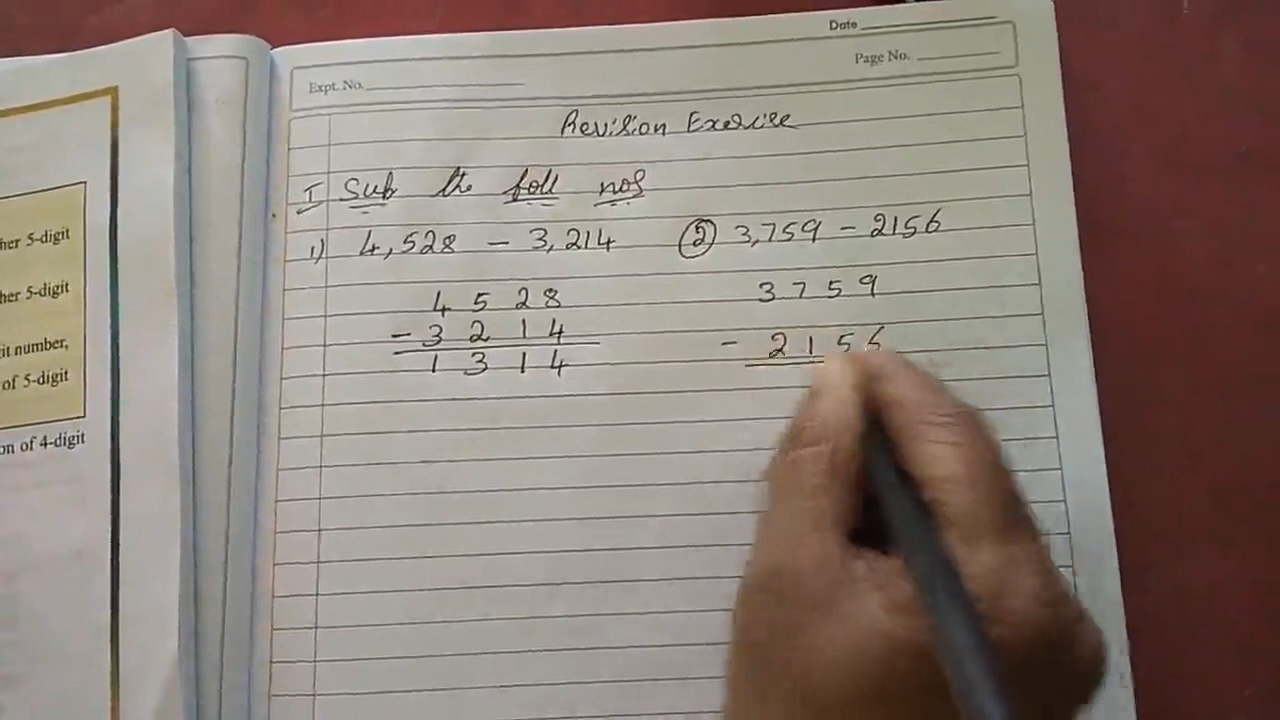 her 5-digit
her 5-digit
it number,
of 5-digit
on of 4-digit
Date
Expt. No.
Page No.
Revision Exercise
I Sub the foll nos
1) 4,528 - 3,214
② 3,759 - 2156
4 5 2 8
- 3 2 1 4
1 3 1 4
3 7 5 9
- 2 1 5 6